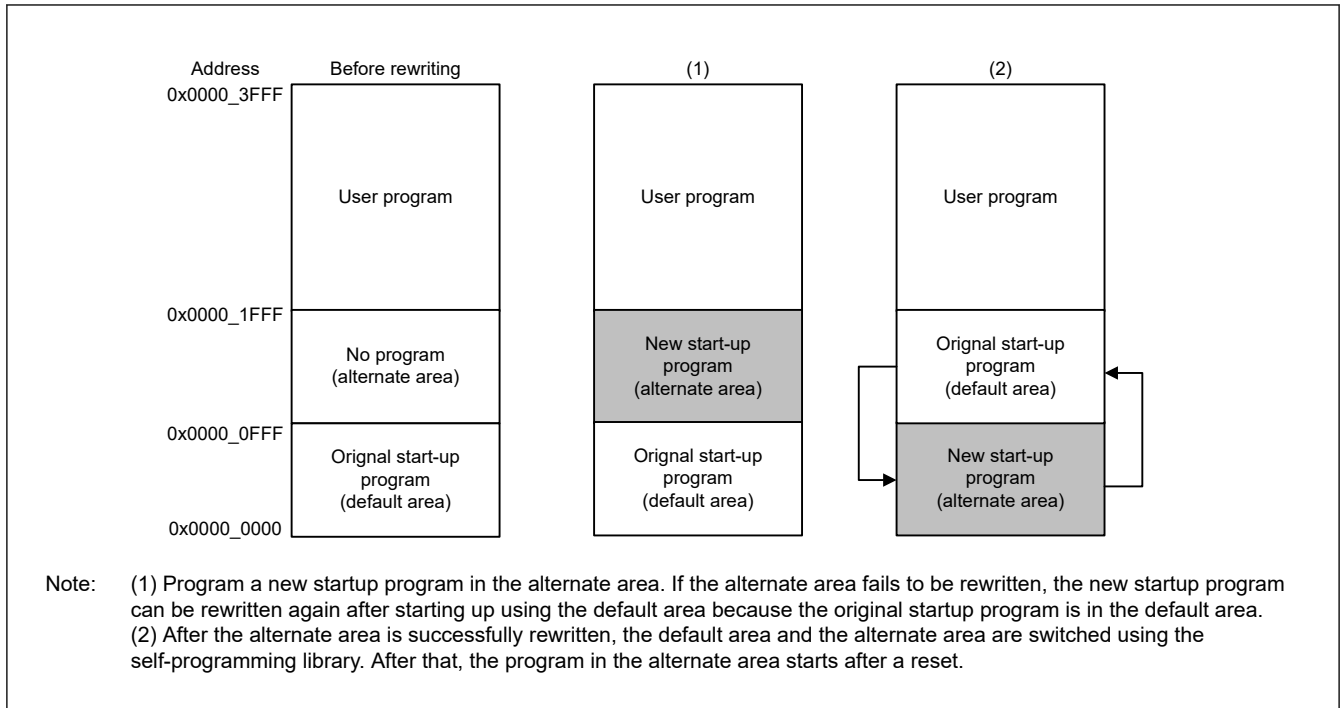 Address
Before rewriting
(1)
(2)
0x0000_3FFF
User program
User program
User program
0x0000_1FFF
No program
(alternate area)
New start-up
program
(alternate area)
Orignal start-up
program
(default area)
0x0000_0FFF
Orignal start-up
program
(default area)
Orignal start-up
program
(default area)
New start-up
program
(alternate area)
0x0000_0000
Note: (1) Program a new startup program in the alternate area. If the alternate area fails to be rewritten, the new startup program
can be rewritten again after starting up using the default area because the original startup program is in the default area.
(2) After the alternate area is successfully rewritten, the default area and the alternate area are switched using the
self-programming library. After that, the program in the alternate area starts after a reset.